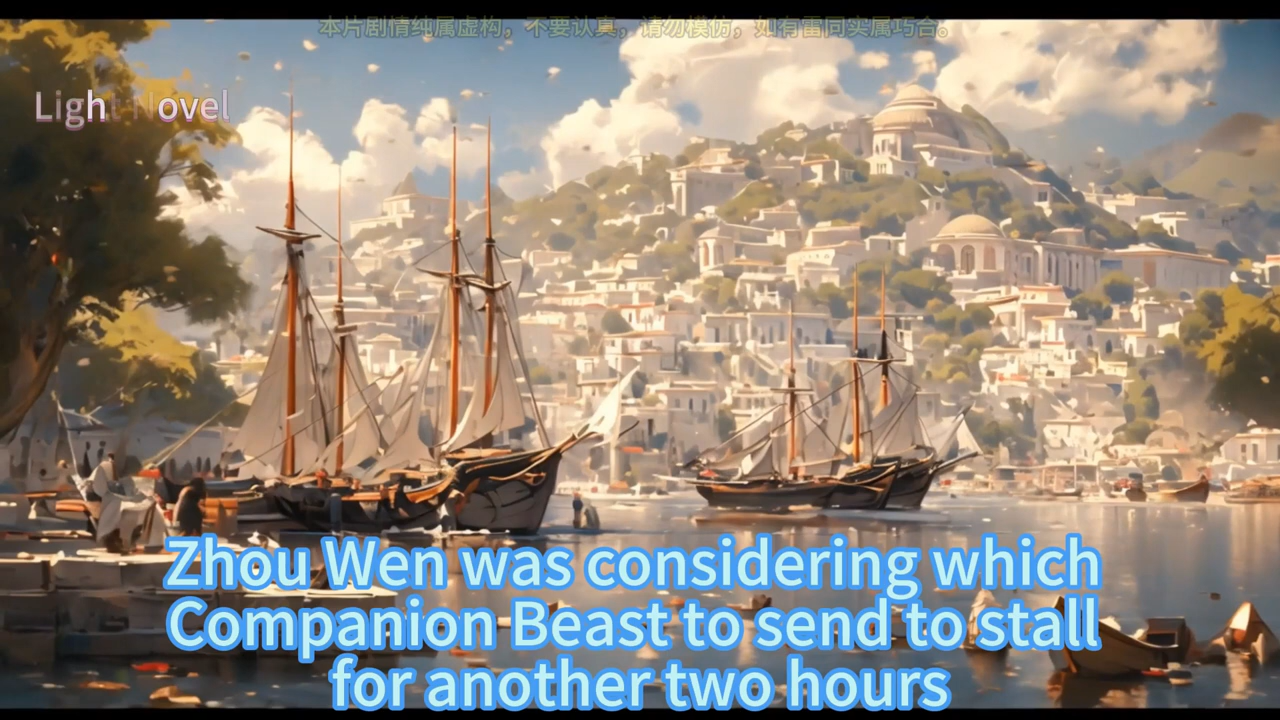 本片剧情纯属虚构，不要认真，请勿模仿，如有雷同实属巧合。
Light Novel
Zhou Wen was considering which
Companion Beast to send to stall
for another two hours